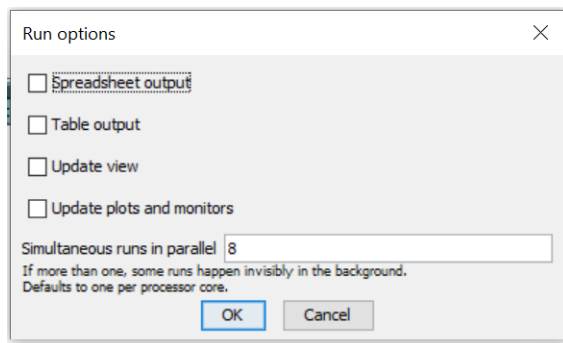 Run options
Spreadsheet output
Table output
Update view
Update plots and monitors
Simultaneous runs in parallel 8
If more than one, some runs happen invisibly in the background.
Defaults to one per processor core.
OK Cancel